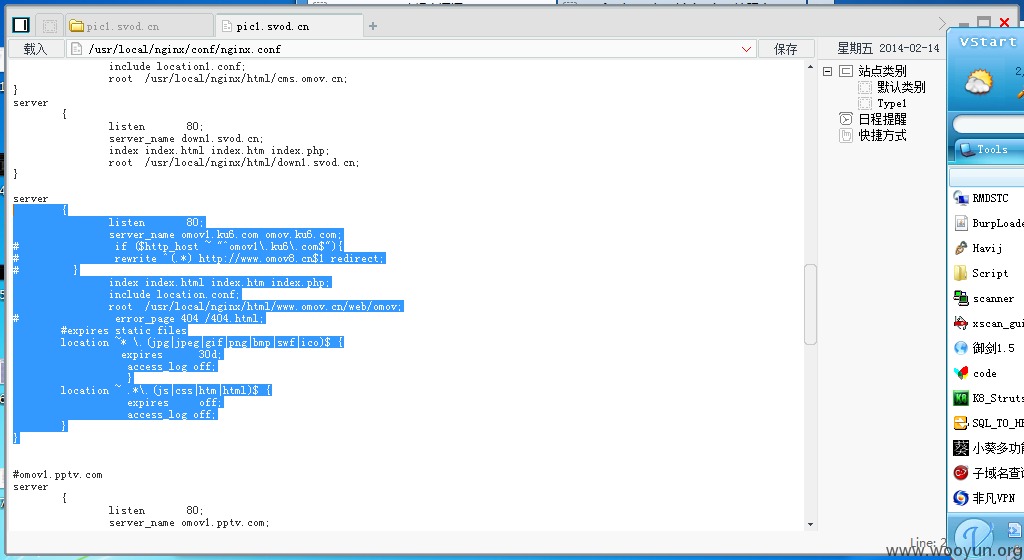 pic1.svod.cn
pic1.svod.cn
载入
/usr/local/nginx/conf/nginx.conf
保存
星期五 2014-02-14
include location1.conf;
root /usr/local/nginx/html/cms.omov.cn;
}
server
{
listen 80;
server_name down1.svod.cn;
index index.html index.htm index.php;
root /usr/local/nginx/html/down1.svod.cn;
}
server
{
listen 80;
server_name omov1.ku6.com omov.ku6.com;
# if ($http_host ~ "^omov1\.ku6\.com$"){
# rewrite ^(.*) http://www.omov8.cn$1 redirect;
# }
index index.html index.htm index.php;
include location.conf;
root /usr/local/nginx/html/www.omov.cn/web/omov;
# error_page 404 /404.html;
#expires static files
location ~* \.(jpg|jpeg|gif|png|bmp|swf|ico)$ {
expires 30d;
access_log off;
}
location ~ .*\.(js|css|htm|html)$ {
expires off;
access_log off;
}
}
#omov1.pptv.com
server
{
listen 80;
server_name omov1.pptv.com;
站点类别
默认类别
Type1
日程提醒
快捷方式
Line: 2
vStart
2
Tools
RMDSTC
BurpLoade
Havij
Script
scanner
xscan_gui
御剑1.5
code
K8_Struts
SQL_TO_HE
小葵多功能
子域名查询
非凡VPN
www.wooyun.org